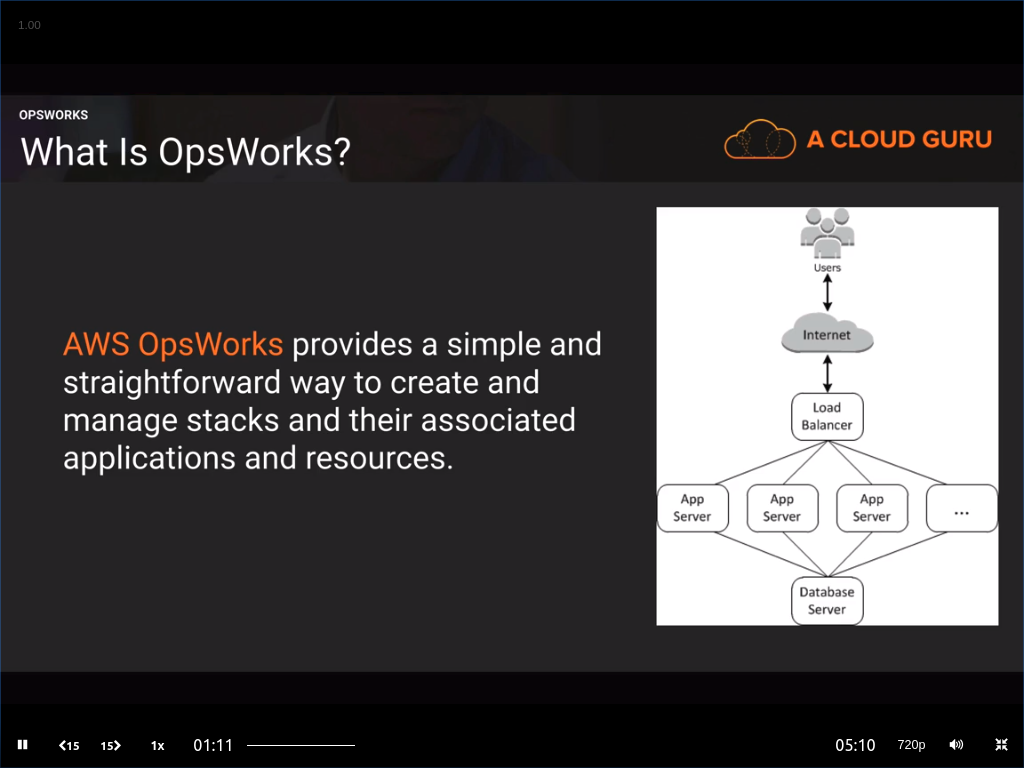 1.00
OPSWORKS
What Is OpsWorks?
A CLOUD GURU
AWS OpsWorks provides a simple and
straightforward way to create and
manage stacks and their associated
applications and resources.
Users
Internet
Load
Balancer
App
Server
App
Server
App
Server
...
Database
Server
15
15
1x
01:11
05:10
720p